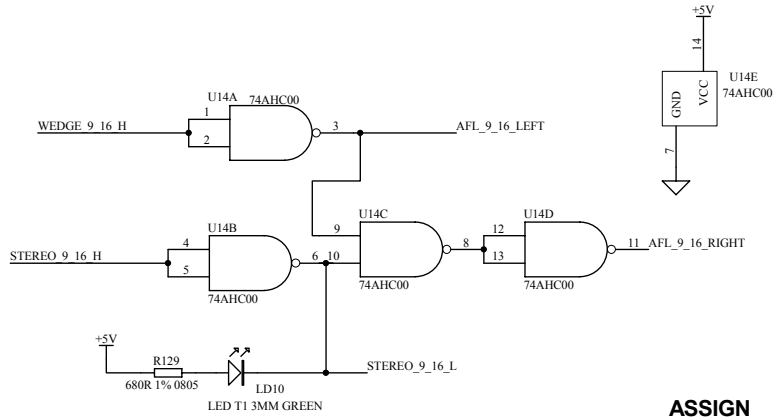 +5V
14
U14E
74AHC00
GND
VCC
7
U14A
74AHC00
1
WEDGE_9_16_H
2
3
AFL_9_16_LEFT
U14B
4
STEREO_9_16_H
5
6
74AHC00
U14C
9
10
8
74AHC00
U14D
12
13
11
AFL_9_16_RIGHT
74AHC00
+5V
R129
680R 1% 0805
LD10
LED T1 3MM GREEN
STEREO_9_16_L
ASSIGN